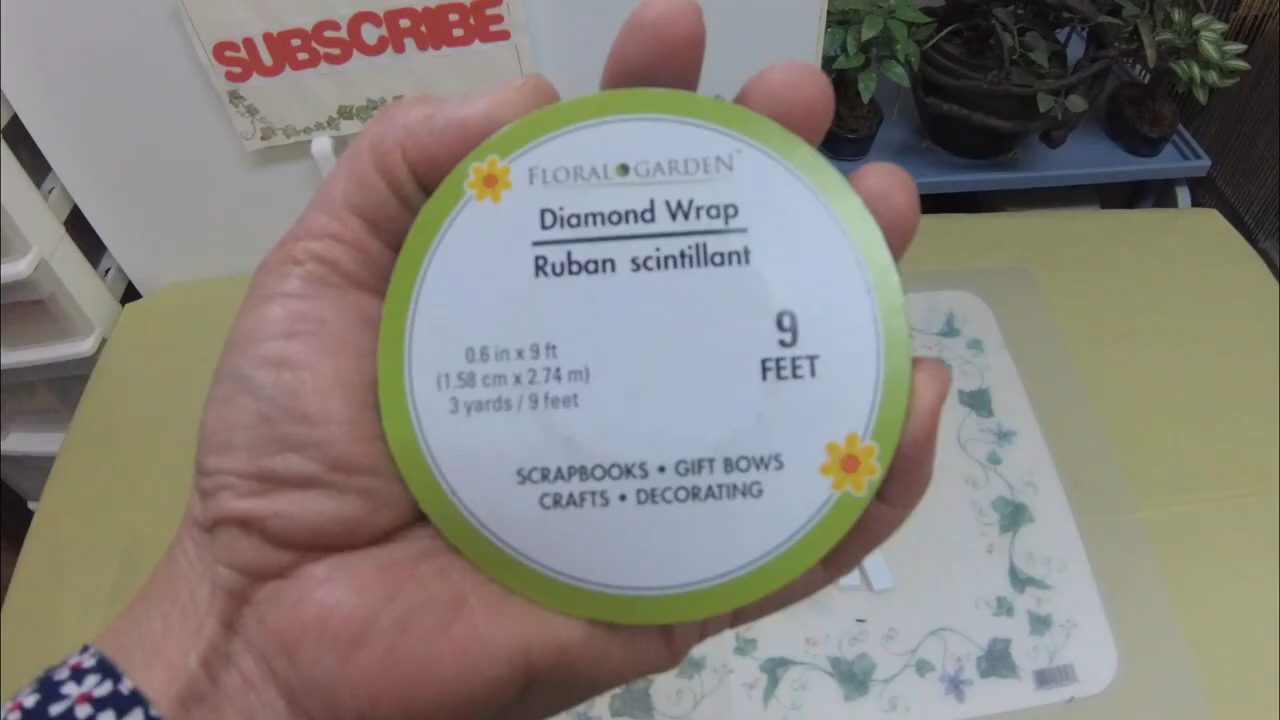 SUBSCRIBE
FLORAL GARDEN™
Diamond Wrap
Ruban scintillant
9
FEET
0.6 in x 9 ft
(1.58 cm x 2.74 m)
3 yards / 9 feet
SCRAPBOOKS • GIFT BOWS
CRAFTS • DECORATING